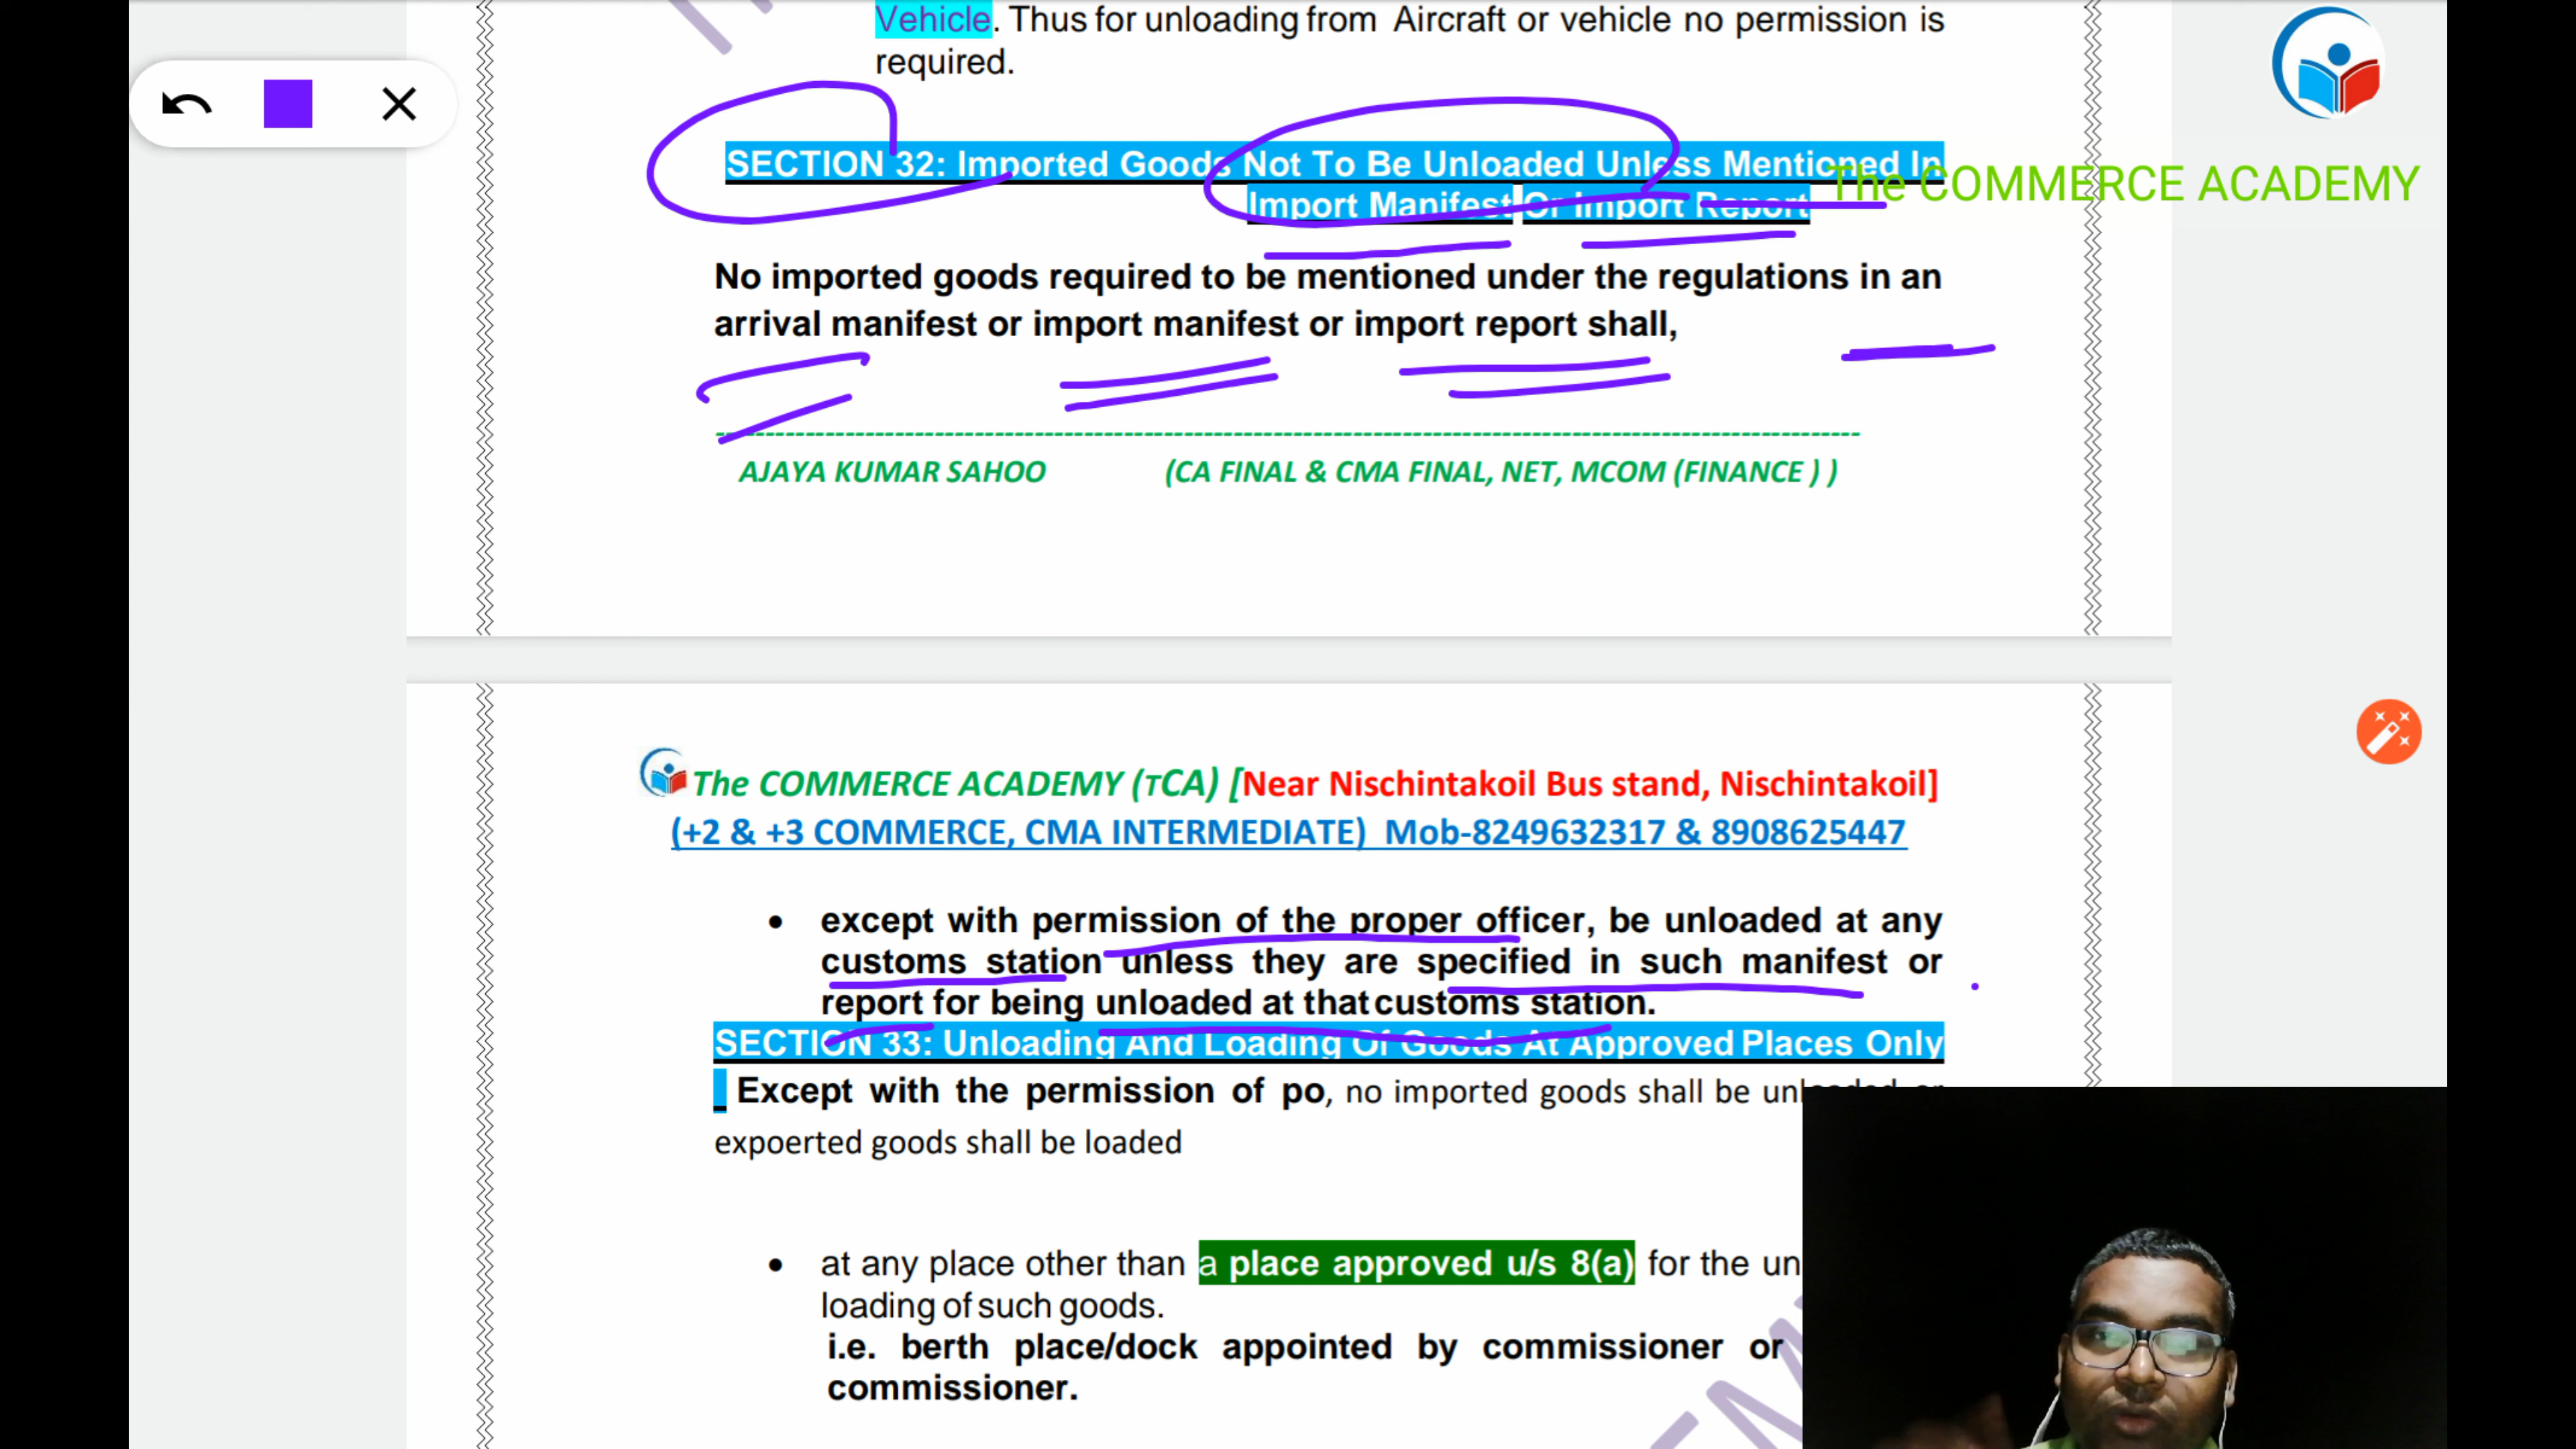 Vehicle. Thus for unloading from Aircraft or vehicle no permission is
required.
SECTION 32: Imported Goods Not To Be Unloaded Unless Mentioned In
Import Manifest Or Import Report
The COMMERCE ACADEMY
No imported goods required to be mentioned under the regulations in an
arrival manifest or import manifest or import report shall,
AJAYA KUMAR SAHOO (CA FINAL & CMA FINAL, NET, MCOM (FINANCE ) )
The COMMERCE ACADEMY (TCA) [Near Nischintakoil Bus stand, Nischintakoil]
(+2 & +3 COMMERCE, CMA INTERMEDIATE) Mob-8249632317 & 8908625447
• except with permission of the proper officer, be unloaded at any
customs station unless they are specified in such manifest or
report for being unloaded at that customs station.
SECTION 33: Unloading And Loading Of Goods At Approved Places Only
Except with the permission of po, no imported goods shall be unloaded or
expoerted goods shall be loaded
• at any place other than a place approved u/s 8(a) for the un
loading of such goods.
i.e. berth place/dock appointed by commissioner or
commissioner.